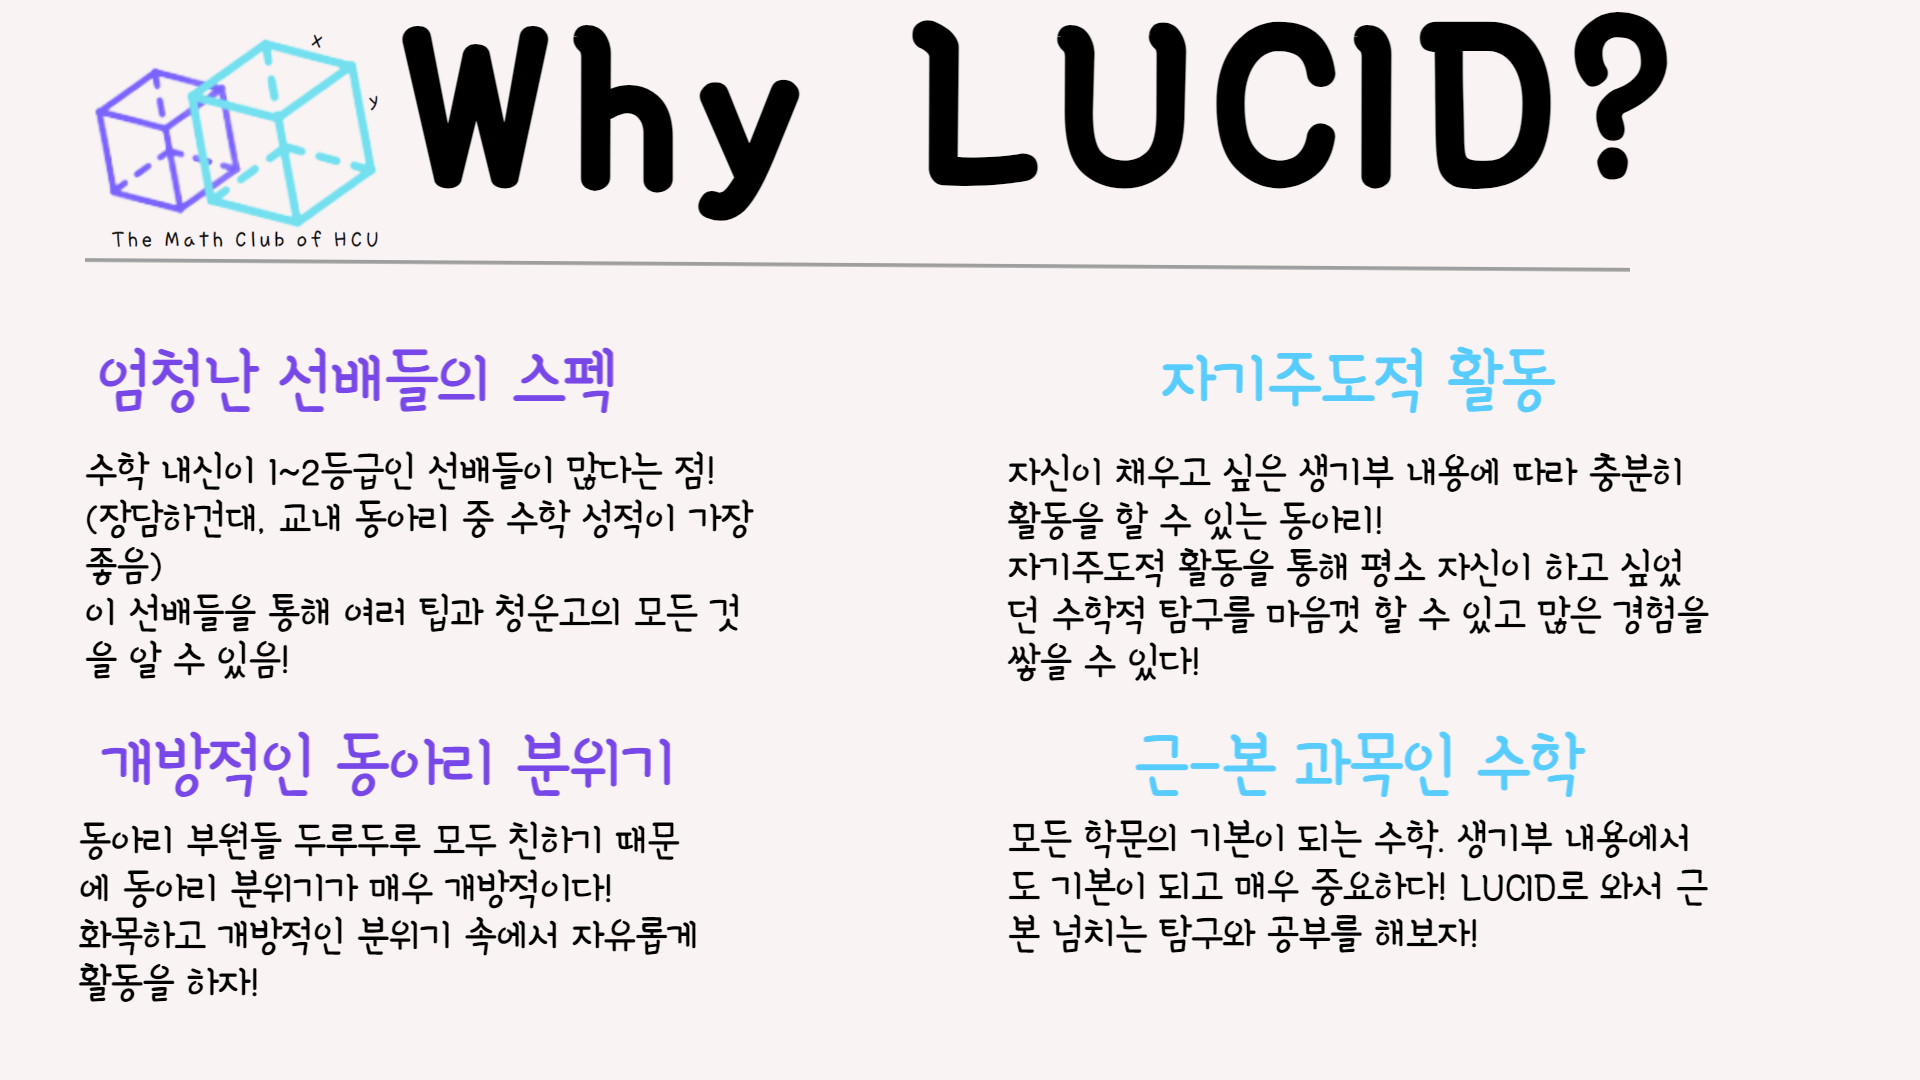 Why LUCID?
x
y
The Math Club of HCU
엄청난 선배들의 스펙
수학 내신이 1~2등급인 선배들이 많다는 점!
(장담하건대, 교내 동아리 중 수학 성적이 가장
좋음)
이 선배들을 통해 여러 팁과 청운고의 모든 것
을 알 수 있음!
자기주도적 활동
자신이 채우고 싶은 생기부 내용에 따라 충분히
활동을 할 수 있는 동아리!
자기주도적 활동을 통해 평소 자신이 하고 싶었
던 수학적 탐구를 마음껏 할 수 있고 많은 경험을
쌓을 수 있다!
개방적인 동아리 분위기
동아리 부원들 두루두루 모두 친하기 때문
에 동아리 분위기가 매우 개방적이다!
화목하고 개방적인 분위기 속에서 자유롭게
활동을 하자!
근-본 과목인 수학
모든 학문의 기본이 되는 수학. 생기부 내용에서
도 기본이 되고 매우 중요하다! LUCID로 와서 근
본 넘치는 탐구와 공부를 해보자!